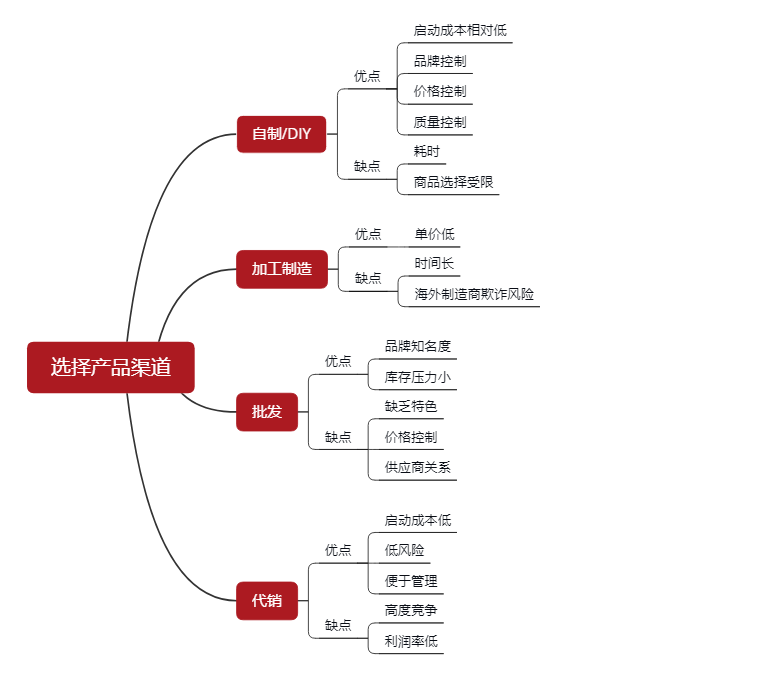 选择产品渠道
自制/DIY
优点
启动成本相对低
品牌控制
价格控制
质量控制
缺点
耗时
商品选择受限
加工制造
优点
单价低
缺点
时间长
海外制造商欺诈风险
批发
优点
品牌知名度
库存压力小
缺点
缺乏特色
价格控制
供应商关系
代销
优点
启动成本低
低风险
便于管理
缺点
高度竞争
利润率低